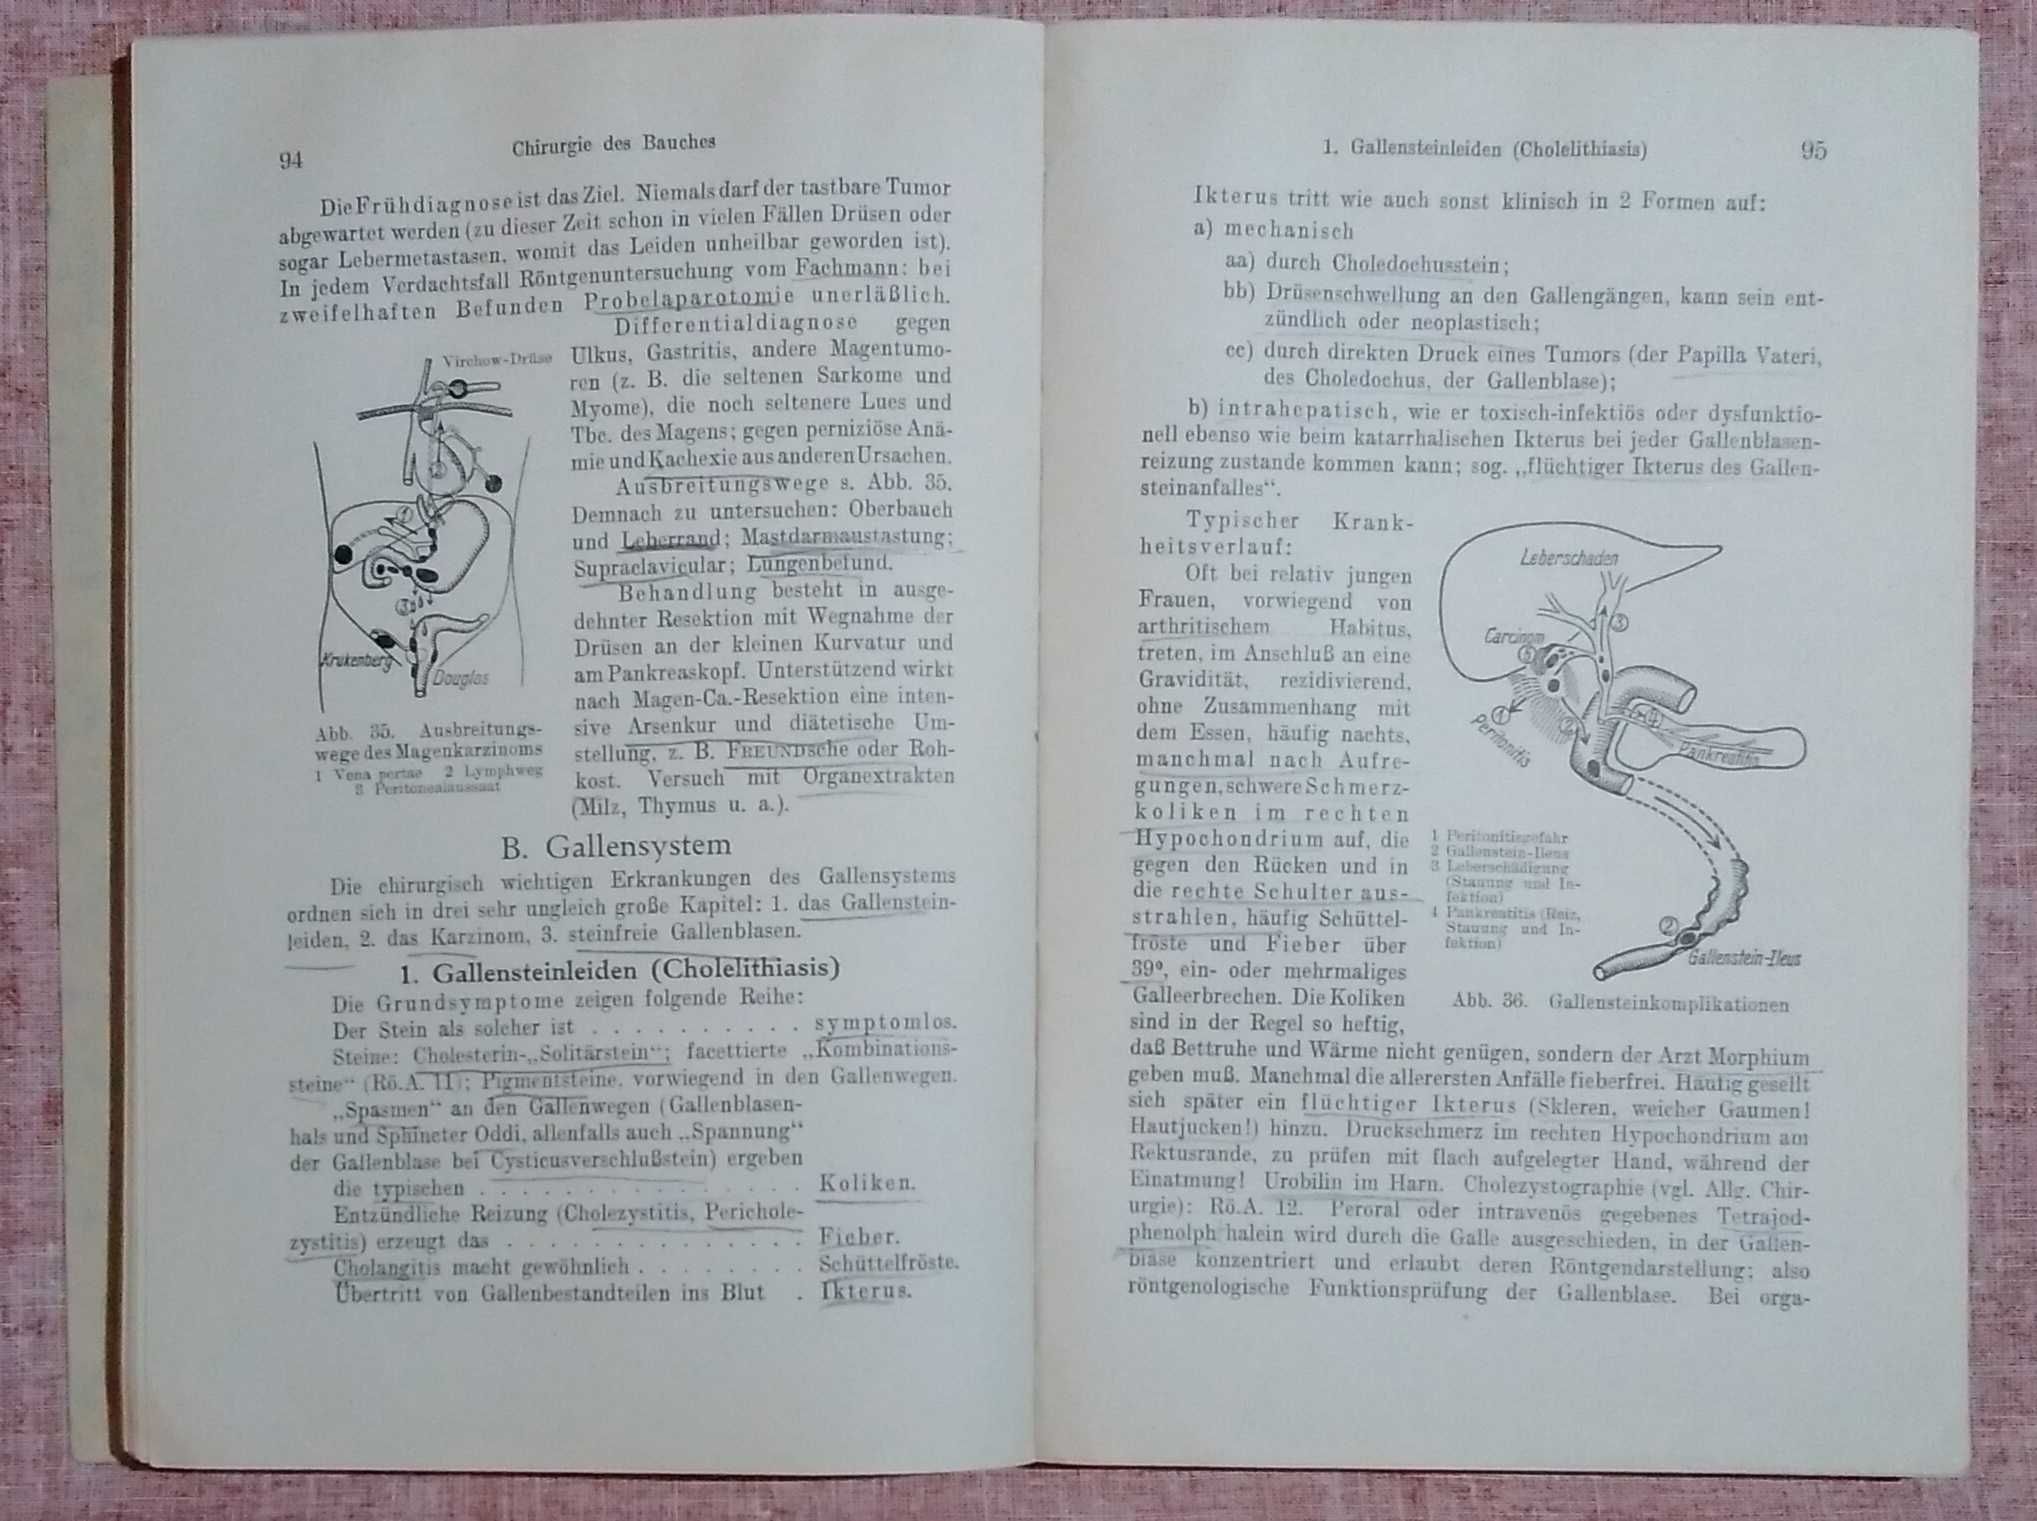 94
Chirurgie des Bauches
Die Frühdiagnose ist das Ziel. Niemals darf der tastbare Tumor
abgewartet werden (zu dieser Zeit schon in vielen Fällen Drüsen oder
sogar Lebermetastasen, womit das Leiden unheilbar geworden ist).
In jedem Verdachtsfall Röntgenuntersuchung vom Fachmann: bei
zweifelhaften Befunden Probelaparotomie unerläßlich.
Differentialdiagnose gegen
Ulkus, Gastritis, andere Magentumo-
ren (z. B. die seltenen Sarkome und
Myome), die noch seltenere Lues und
Tbc. des Magens; gegen perniziöse Anä-
mie und Kachexie aus anderen Ursachen.
Ausbreitungswege s. Abb. 35.
Demnach zu untersuchen: Oberbauch
und Leberrand; Mastdarmaustastung;
Supraclavicular; Lungenbefund.
Behandlung besteht in ausge-
dehnter Resektion mit Wegnahme der
Drüsen an der kleinen Kurvatur und
am Pankreaskopf. Unterstützend wirkt
nach Magen-Ca.-Resektion eine inten-
sive Arsenkur und diätetische Um-
stellung, z. B. FREUNDsche oder Roh-
kost. Versuch mit Organextrakten
(Milz, Thymus u. a.).
Virchow-Drüse
1
2
3
Krukenberg
Douglas
Abb. 35. Ausbreitungs-
wege des Magenkarzinoms
1 Vena portae 2 Lymphweg
3 Peritonealaussaat
B. Gallensystem
Die chirurgisch wichtigen Erkrankungen des Gallensystems
ordnen sich in drei sehr ungleich große Kapitel: 1. das Gallenstein-
leiden, 2. das Karzinom, 3. steinfreie Gallenblasen.
1. Gallensteinleiden (Cholelithiasis)
Die Grundsymptome zeigen folgende Reihe:
Der Stein als solcher ist . . . . . . . . . . symptomlos.
Steine: Cholesterin-„Solitärstein“; facettierte „Kombinations-
steine“ (Rö.A. 11); Pigmentsteine, vorwiegend in den Gallenwegen.
„Spasmen“ an den Gallenwegen (Gallenblasen-
hals und Sphincter Oddi, allenfalls auch „Spannung“
der Gallenblase bei Cysticusverschlußstein) ergeben
die typischen . . . . . . . . . . . . . . Koliken.
Entzündliche Reizung (Cholezystitis, Perichole-
zystitis) erzeugt das . . . . . . . . . . . . . Fieber.
Cholangitis macht gewöhnlich . . . . . . . . Schüttelfröste.
Übertritt von Gallenbestandteilen ins Blut . Ikterus.
1. Gallensteinleiden (Cholelithiasis)
95
Ikterus tritt wie auch sonst klinisch in 2 Formen auf:
a) mechanisch
aa) durch Choledochusstein;
bb) Drüsenschwellung an den Gallengängen, kann sein ent-
zündlich oder neoplastisch;
cc) durch direkten Druck eines Tumors (der Papilla Vateri,
des Choledochus, der Gallenblase);
b) intrahepatisch, wie er toxisch-infektiös oder dysfunktio-
nell ebenso wie beim katarrhalischen Ikterus bei jeder Gallenblasen-
reizung zustande kommen kann; sog. „flüchtiger Ikterus des Gallen-
steinanfalles“.
Typischer Krank-
heitsverlauf:
Oft bei relativ jungen
Frauen, vorwiegend von
arthritischem Habitus,
treten, im Anschluß an eine
Gravidität, rezidivierend,
ohne Zusammenhang mit
dem Essen, häufig nachts,
manchmal nach Aufre-
gungen, schwere Schmerz-
koliken im rechten
Hypochondrium auf, die
gegen den Rücken und in
die rechte Schulter aus-
strahlen, häufig Schüttel-
fröste und Fieber über
39°, ein- oder mehrmaliges
Galleerbrechen. Die Koliken
sind in der Regel so heftig,
Leberschaden
3
Carcinom
5
1
Peritonitis
2
4
Pankreatitis
2
Gallenstein-Ileus
1 Peritonitisgefahr
2 Gallenstein-Ileus
3 Leberschädigung
(Stauung und In-
fektion)
4 Pankreatitis (Reiz,
Stauung und In-
fektion)
Abb. 36. Gallensteinkomplikationen
daß Bettruhe und Wärme nicht genügen, sondern der Arzt Morphium
geben muß. Manchmal die allerersten Anfälle fieberfrei. Häufig gesellt
sich später ein flüchtiger Ikterus (Skleren, weicher Gaumen!
Hautjucken!) hinzu. Druckschmerz im rechten Hypochondrium am
Rektusrande, zu prüfen mit flach aufgelegter Hand, während der
Einatmung! Urobilin im Harn. Cholezystographie (vgl. Allg. Chir-
urgie): Rö.A. 12. Peroral oder intravenös gegebenes Tetrajod-
phenolphthalein wird durch die Galle ausgeschieden, in der Gallen-
blase konzentriert und erlaubt deren Röntgendarstellung; also
röntgenologische Funktionsprüfung der Gallenblase. Bei orga-